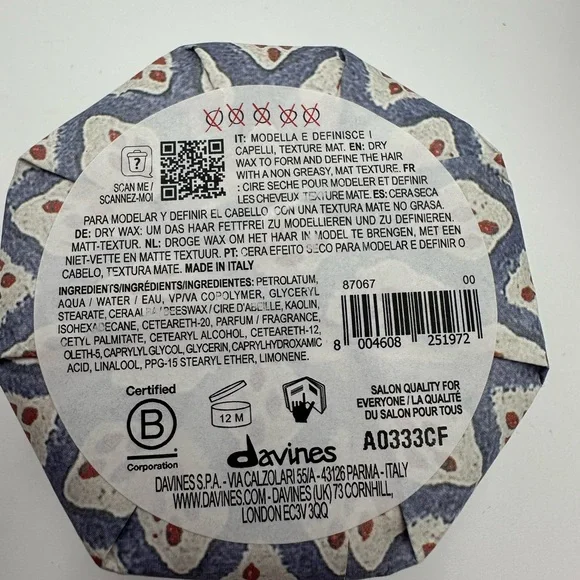 IT: MODELLA E DEFINISCE I
CAPELLI, TEXTURE MAT. EN: DRY
WAX TO FORM AND DEFINE THE HAIR
WITH A NON GREASY, MAT TEXTURE. FR
: CIRE SECHE POUR MODELER ET DEFINIR
LES CHEVEUX TEXTURE MATE. ES: CERA SECA
SCAN ME /
SCANNEZ-MOI
PARA MODELAR Y DEFINIR EL CABELLO, CON UNA TEXTURA MATE NO GRASA.
DE: DRY WAX: UM DAS HAAR FETTFREI ZU MODELLIEREN UND ZU DEFINIEREN.
MATT-TEXTUR. NL: DROGE WAX OM HET HAAR IN MODEL TE BRENGEN, MET EEN
NIET-VETTE EN MATTE TEXTUUR. PT: CERA EFEITO SECO PARA MODELAR E DEFINIR O
CABELO, TEXTURA MATE. MADE IN ITALY
INGREDIENTS/INGRÉDIENTS/INGREDIENTES: PETROLATUM,
AQUA / WATER / EAU, VP/VA COPOLYMER, GLYCERYL
STEARATE, CERA ALBA / BEESWAX / CIRE D'ABEILLE, KAOLIN,
ISOHEXADECANE, CETEARETH-20, PARFUM / FRAGRANCE,
CETYL PALMITATE, CETEARYL ALCOHOL, CETEARETH-12,
OLETH-5, CAPRYLYL GLYCOL, GLYCERIN, CAPRYLHYDROXAMIC
ACID, LINALOOL, PPG-15 STEARYL ETHER, LIMONENE.
87067 00
8 004608 251972
Certified
B
Corporation
12 M
SALON QUALITY FOR
EVERYONE / LA QUALITÉ
DU SALON POUR TOUS
A0333CF
davines
DAVINES S.P.A. - VIA CALZOLARI 55/A - 43126 PARMA - ITALY
WWW.DAVINES.COM - DAVINES (UK) 73 CORNHILL,
LONDON EC3V 3QQ